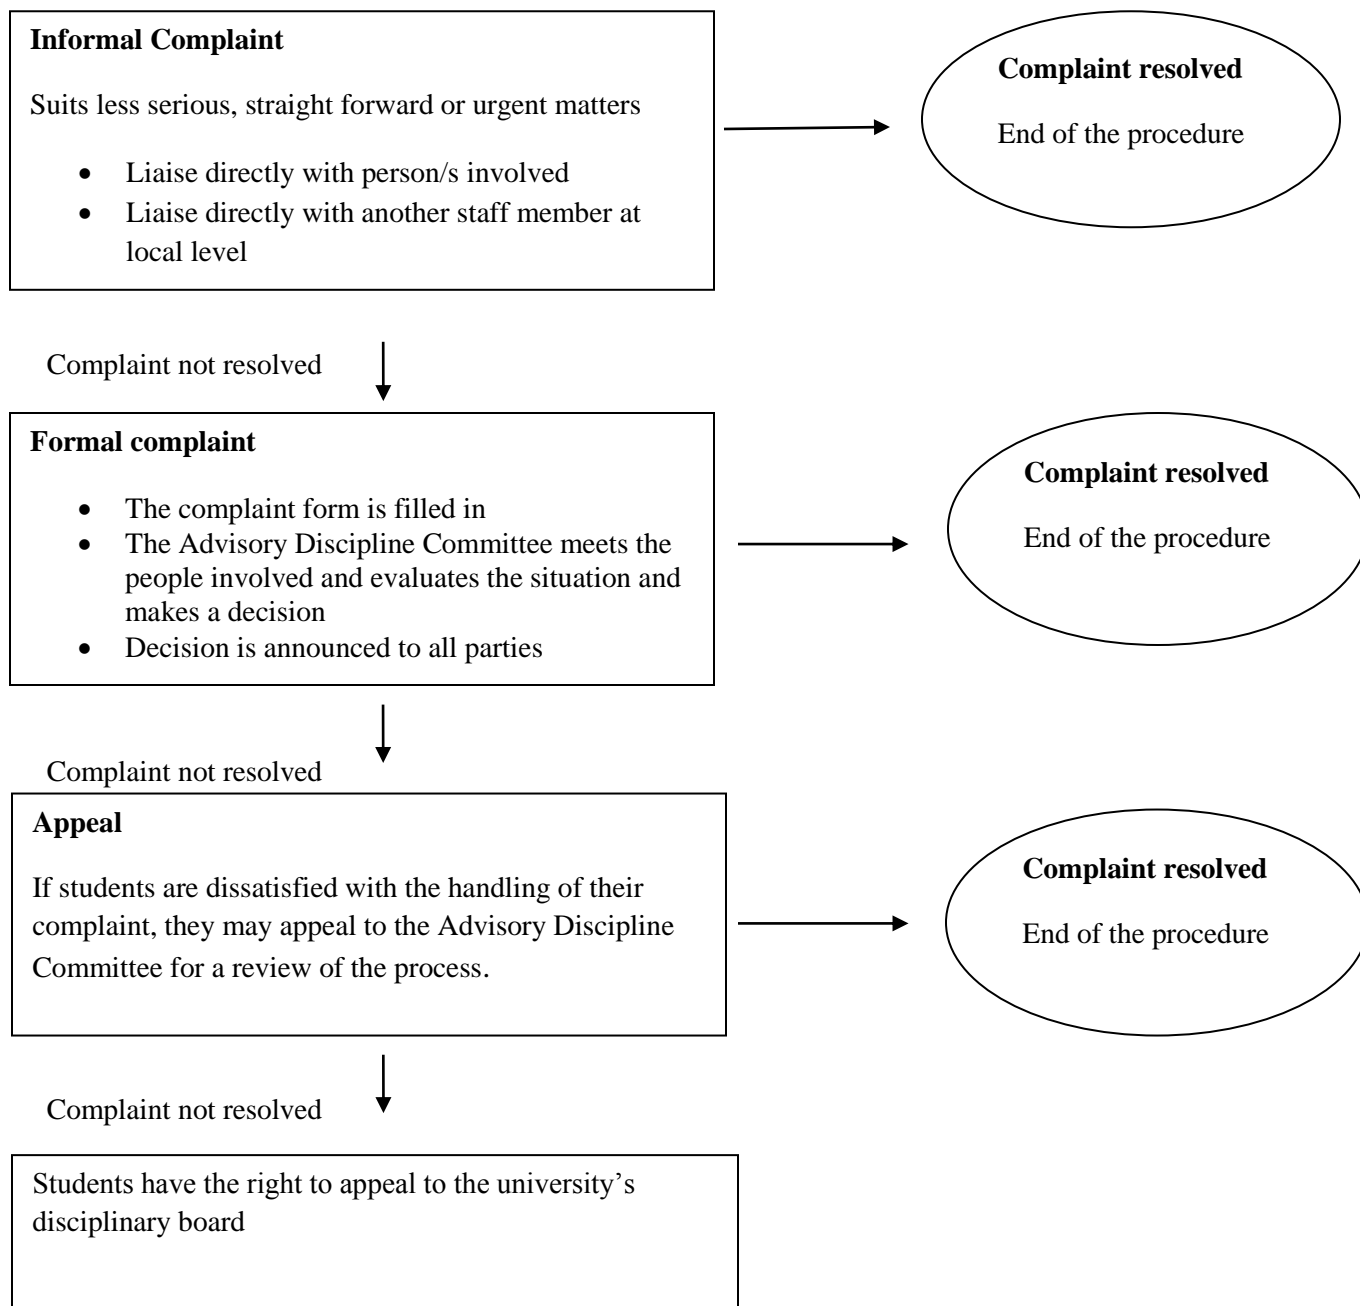 Informal Complaint
Suits less serious, straight forward or urgent matters
• Liaise directly with person/s involved
• Liaise directly with another staff member at
local level
Complaint resolved
End of the procedure
Complaint not resolved
Formal complaint
• The complaint form is filled in
• The Advisory Discipline Committee meets the
people involved and evaluates the situation and
makes a decision
• Decision is announced to all parties
Complaint resolved
End of the procedure
Complaint not resolved
Appeal
If students are dissatisfied with the handling of their
complaint, they may appeal to the Advisory Discipline
Committee for a review of the process.
Complaint resolved
End of the procedure
Complaint not resolved
Students have the right to appeal to the university’s
disciplinary board